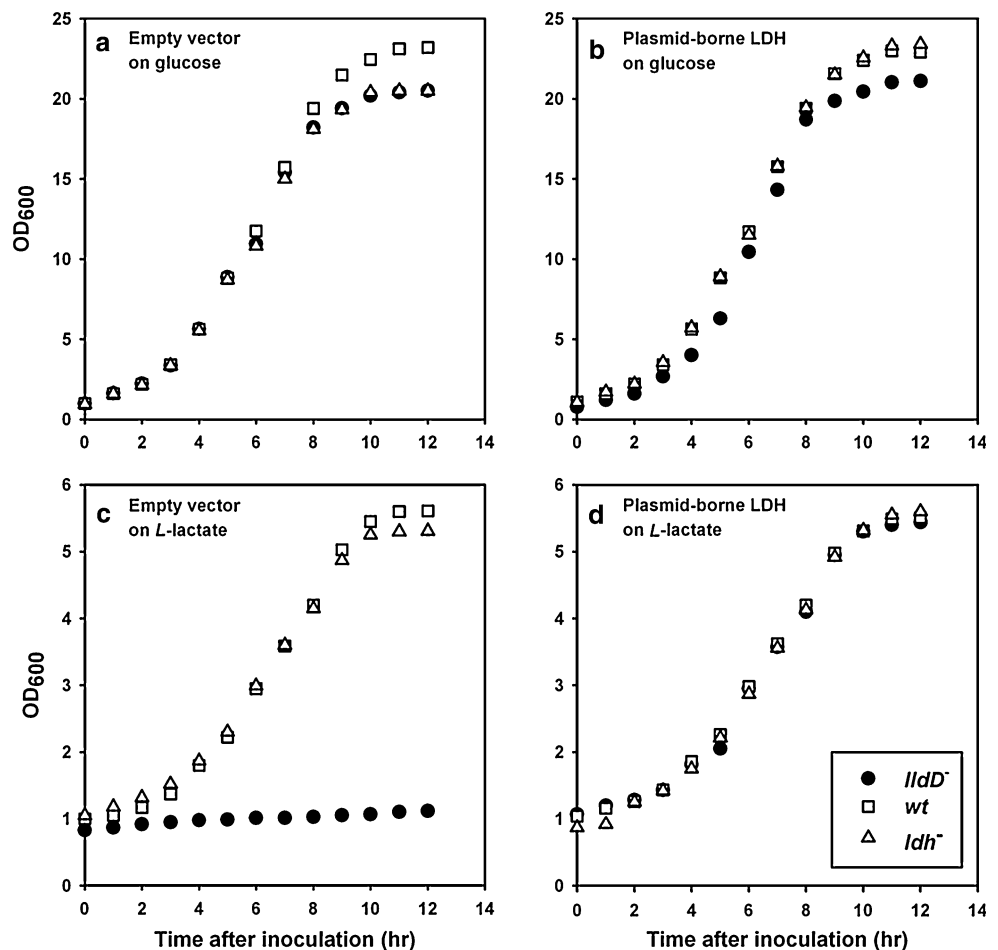 a Empty vector
on glucose
25
20
15
10
5
0
OD600
0 2 4 6 8 10 12 14
b Plasmid-borne LDH
on glucose
25
20
15
10
5
0
0 2 4 6 8 10 12 14
c Empty vector
on L-lactate
6
5
4
3
2
1
0
OD600
0 2 4 6 8 10 12 14
Time after inoculation (hr)
d Plasmid-borne LDH
on L-lactate
6
5
4
3
2
1
0
lldD-
wt
ldh-
0 2 4 6 8 10 12 14
Time after inoculation (hr)